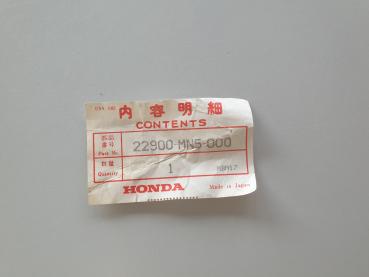 内容明細
CONTENTS
部品番号 Part No. 22900-MN5-000
数量 Quantity 1
HONDA Made in Japan